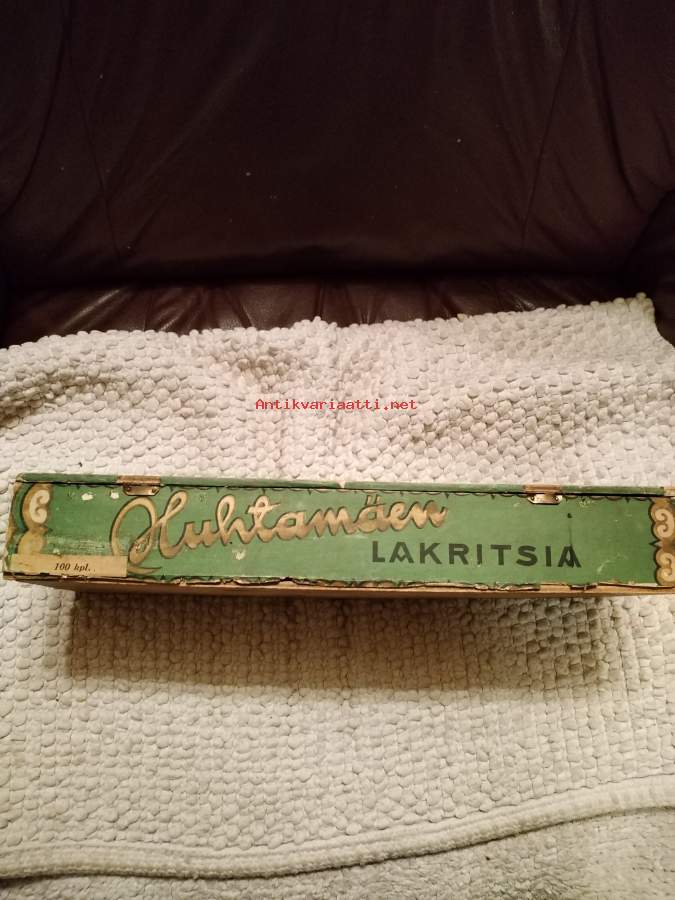 Antikvariaatti.net
Huhtamäen
LAKRITSIA
100 kpl.